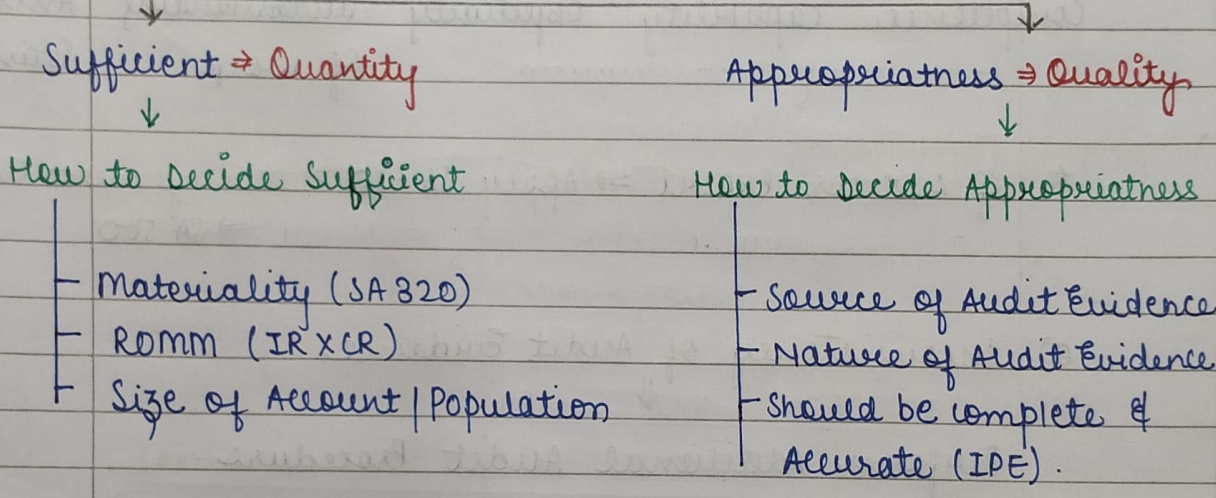 Sufficient ⇒ Quantity
↓
How to Decide Sufficient
Materiality (SA 320)
ROMM (IR X CR)
Size of Account | Population
Appropriatness ⇒ Quality
↓
How to Decide Appropriatness
Source of Audit Evidence
Nature of Audit Evidence
Should be complete &
Accurate (IPE).